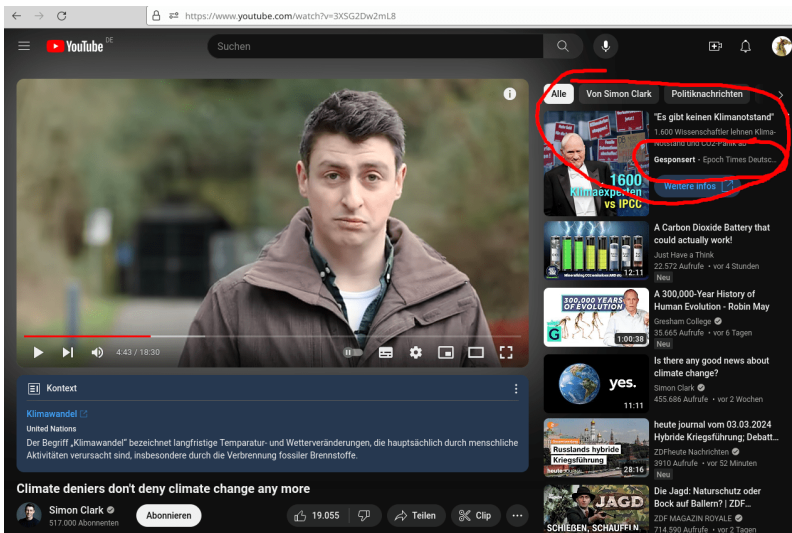 https://www.youtube.com/watch?v=3XSG2Dw2mL8
YouTube DE
Suchen
Alle
Von Simon Clark
Politiknachrichten
"Es gibt keinen Klimanotstand"
1.600 Wissenschaftler lehnen Klima-
Notstand und CO2-Panik ab
Gesponsert • Epoch Times Deutsc...
Weitere infos
1600
Klimaexperten
vs IPCC
A Carbon Dioxide Battery that
could actually work!
Just Have a Think
22.572 Aufrufe • vor 4 Stunden
Neu
12:11
300,000 YEARS
OF EVOLUTION
G
1:00:38
A 300,000-Year History of
Human Evolution - Robin May
Gresham College
35.665 Aufrufe • vor 6 Tagen
Neu
yes.
11:11
Is there any good news about
climate change?
Simon Clark
455.686 Aufrufe • vor 2 Wochen
Russlands hybride
Kriegsführung
28:16
heute journal vom 03.03.2024
Hybride Kriegsführung; Debatt...
ZDFheute Nachrichten
3910 Aufrufe • vor 52 Minuten
Neu
JAGD
SCHIEßEN, SCHAUFELN
Die Jagd: Naturschutz oder
Bock auf Ballern? | ZDF...
ZDF MAGAZIN ROYALE
714.590 Aufrufe • vor 2 Tagen
4:43 / 18:30
Kontext
Klimawandel
United Nations
Der Begriff „Klimawandel" bezeichnet langfristige Temperatur- und Wetterveränderungen, die hauptsächlich durch menschliche
Aktivitäten verursacht sind, insbesondere durch die Verbrennung fossiler Brennstoffe.
Climate deniers don't deny climate change any more
Simon Clark
517.000 Abonnenten
Abonnieren
19.055
Teilen
Clip